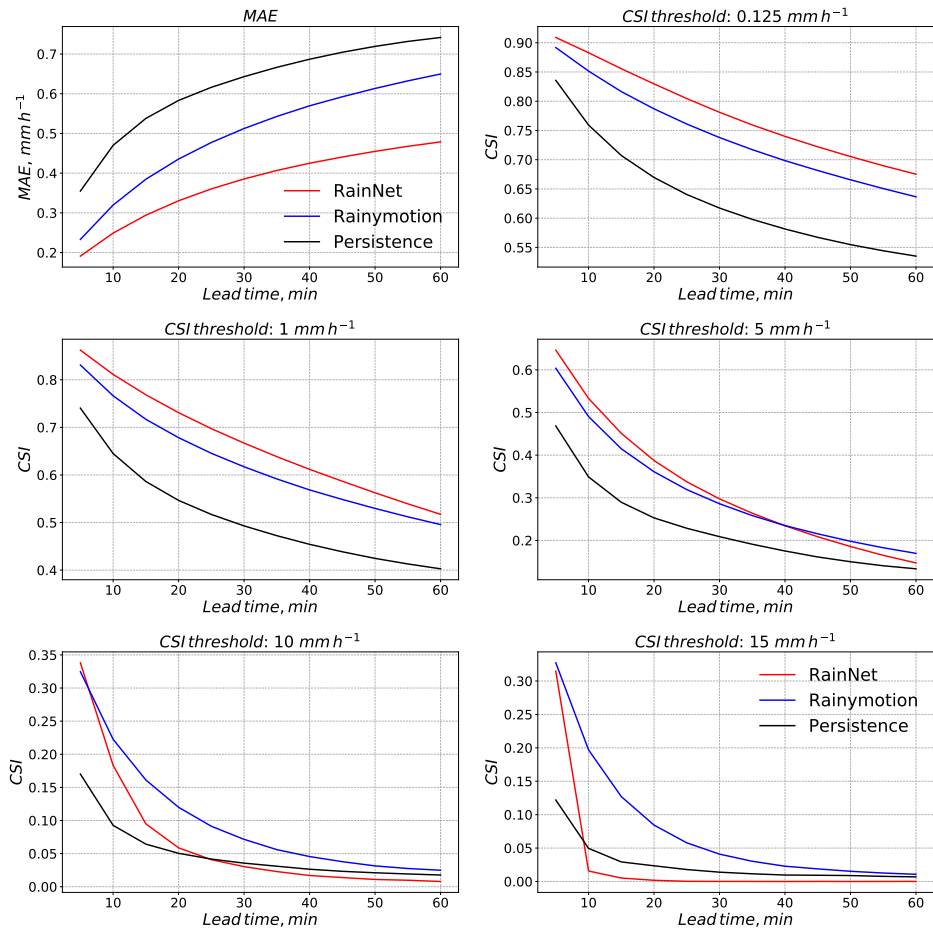 MAE
MAE, mm h⁻¹
0.7
0.6
0.5
0.4
0.3
0.2
RainNet
Rainymotion
Persistence
10 20 30 40 50 60
Lead time, min
CSI threshold: 0.125 mm h⁻¹
CSI
0.90
0.85
0.80
0.75
0.70
0.65
0.60
0.55
10 20 30 40 50 60
Lead time, min
CSI threshold: 1 mm h⁻¹
CSI
0.8
0.7
0.6
0.5
0.4
10 20 30 40 50 60
Lead time, min
CSI threshold: 5 mm h⁻¹
CSI
0.6
0.5
0.4
0.3
0.2
10 20 30 40 50 60
Lead time, min
CSI threshold: 10 mm h⁻¹
CSI
0.35
0.30
0.25
0.20
0.15
0.10
0.05
0.00
10 20 30 40 50 60
Lead time, min
CSI threshold: 15 mm h⁻¹
CSI
0.30
0.25
0.20
0.15
0.10
0.05
0.00
RainNet
Rainymotion
Persistence
10 20 30 40 50 60
Lead time, min